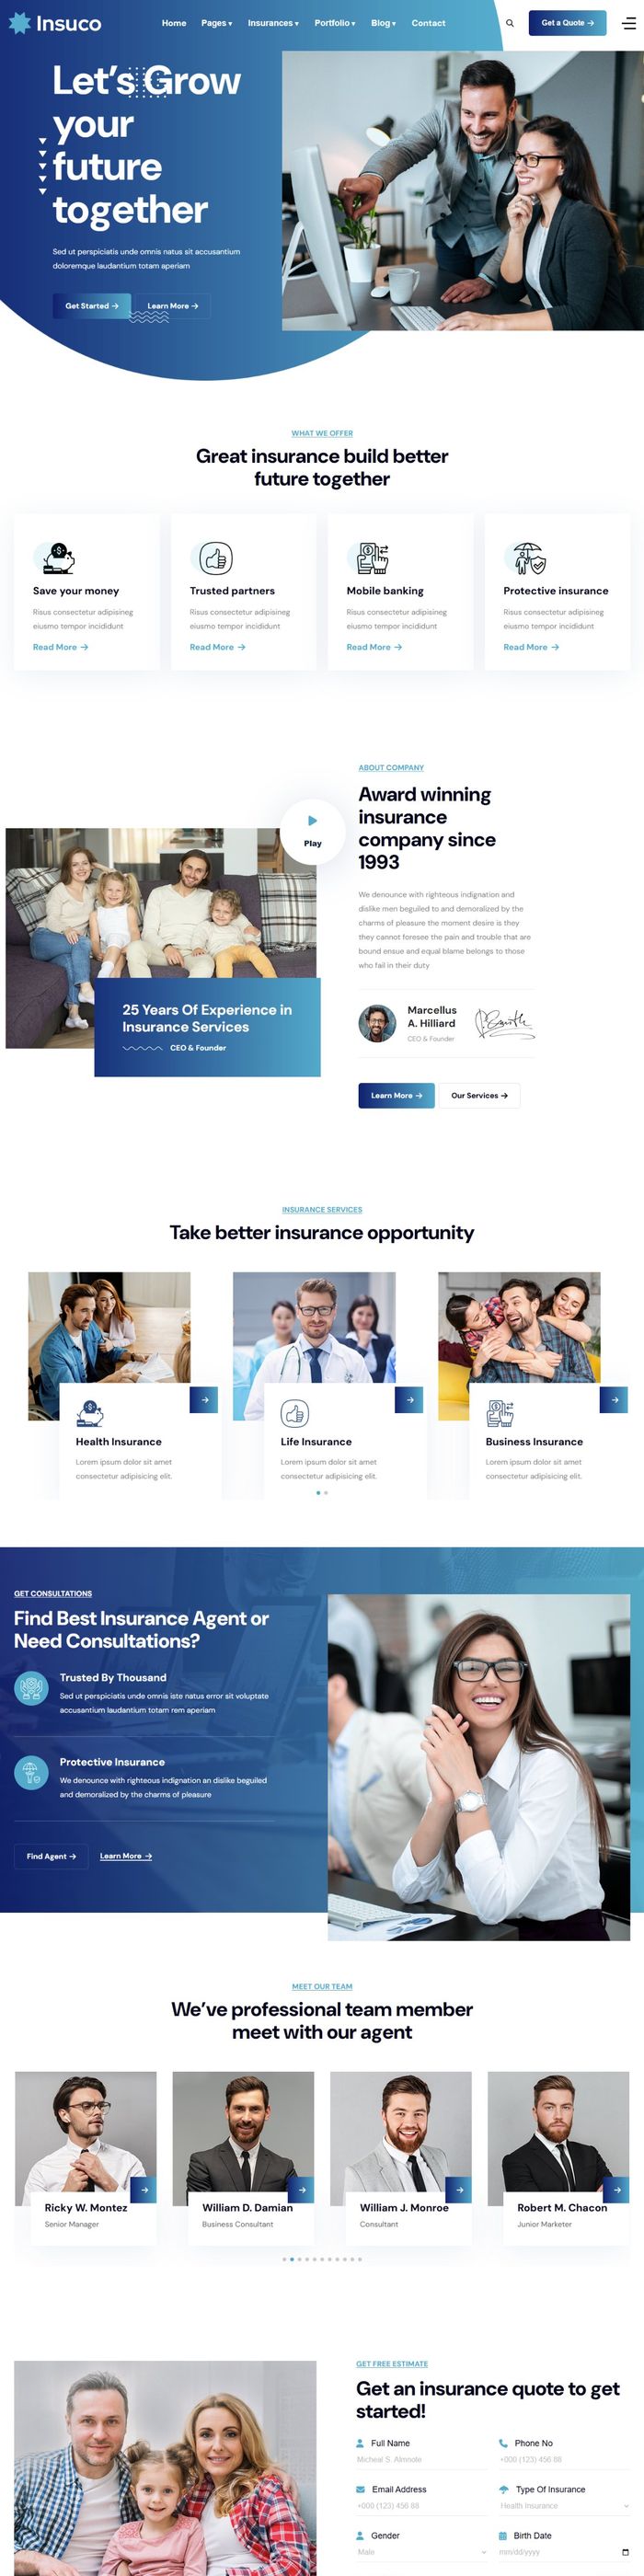 Insuco
Home Pages Insurances Portfolio Blog Contact
Get a Quote →
Let's Grow
your
future
together
Sed ut perspiciatis unde omnis natus sit accusantium
doloremque laudantium totam aperiam
Get Started →
Learn More →
WHAT WE OFFER
Great insurance build better
future together
Save your money
Risus consectetur adipisineg
eiusmo tempor incididunt
Read More →
Trusted partners
Risus consectetur adipisineg
eiusmo tempor incididunt
Read More →
Mobile banking
Risus consectetur adipisineg
eiusmo tempor incididunt
Read More →
Protective insurance
Risus consectetur adipisineg
eiusmo tempor incididunt
Read More →
Play
25 Years Of Experience in
Insurance Services
CEO & Founder
ABOUT COMPANY
Award winning
insurance
company since
1993
We denounce with righteous indignation and
dislike men beguiled to and demoralized by the
charms of pleasure the moment desire is they
they cannot foresee the pain and trouble that are
bound ensue and equal blame belongs to those
who fail in their duty
Marcellus
A. Hilliard
CEO & Founder
Learn More →
Our Services →
INSURANCE SERVICES
Take better insurance opportunity
Health Insurance
Lorem ipsum dolor sit amet
consectetur adipisicing elit.
Life Insurance
Lorem ipsum dolor sit amet
consectetur adipisicing elit.
Business Insurance
Lorem ipsum dolor sit amet
consectetur adipisicing elit.
GET CONSULTATIONS
Find Best Insurance Agent or
Need Consultations?
Trusted By Thousand
Sed ut perspiciatis unde omnis iste natus error sit voluptate
accusantium laudantium totam rem aperiam
Protective Insurance
We denounce with righteous indignation an dislike beguiled
and demoralized by the charms of pleasure
Find Agent →
Learn More →
MEET OUR TEAM
We've professional team member
meet with our agent
Ricky W. Montez
Senior Manager
William D. Damian
Business Consultant
William J. Monroe
Consultant
Robert M. Chacon
Junior Marketer
GET FREE ESTIMATE
Get an insurance quote to get
started!
Full Name
Micheal S. Almnole
Phone No
+000 (123) 456 88
Email Address
+000 (123) 456 88
Type Of Insurance
Health Insurance
Gender
Male
Birth Date
mm/dd/yyyy